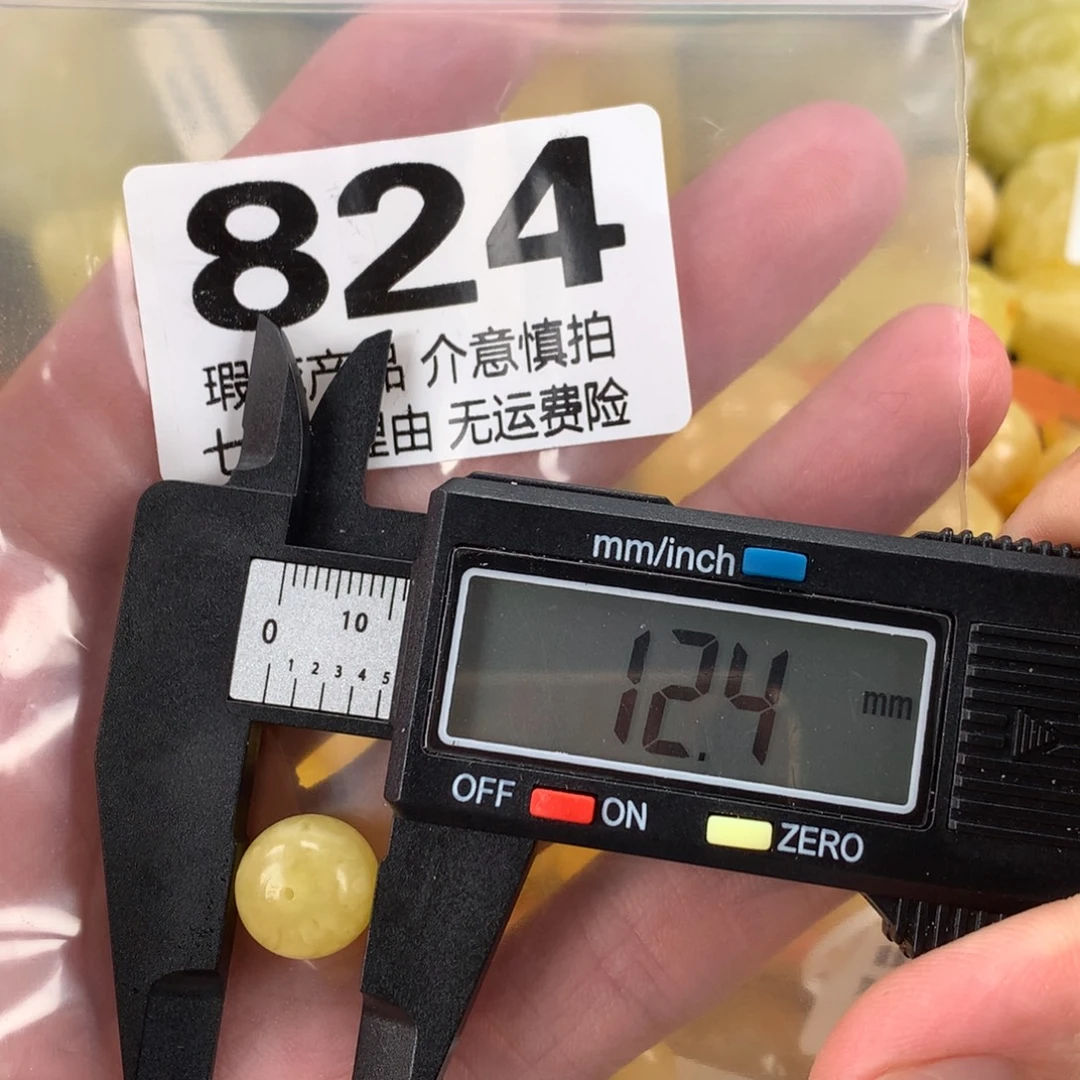 824
瑕 产品 介意慎拍
七 理由 无运费险
mm/inch
0 10
1 2 3 4 5
12.4 mm
OFF ON ZERO